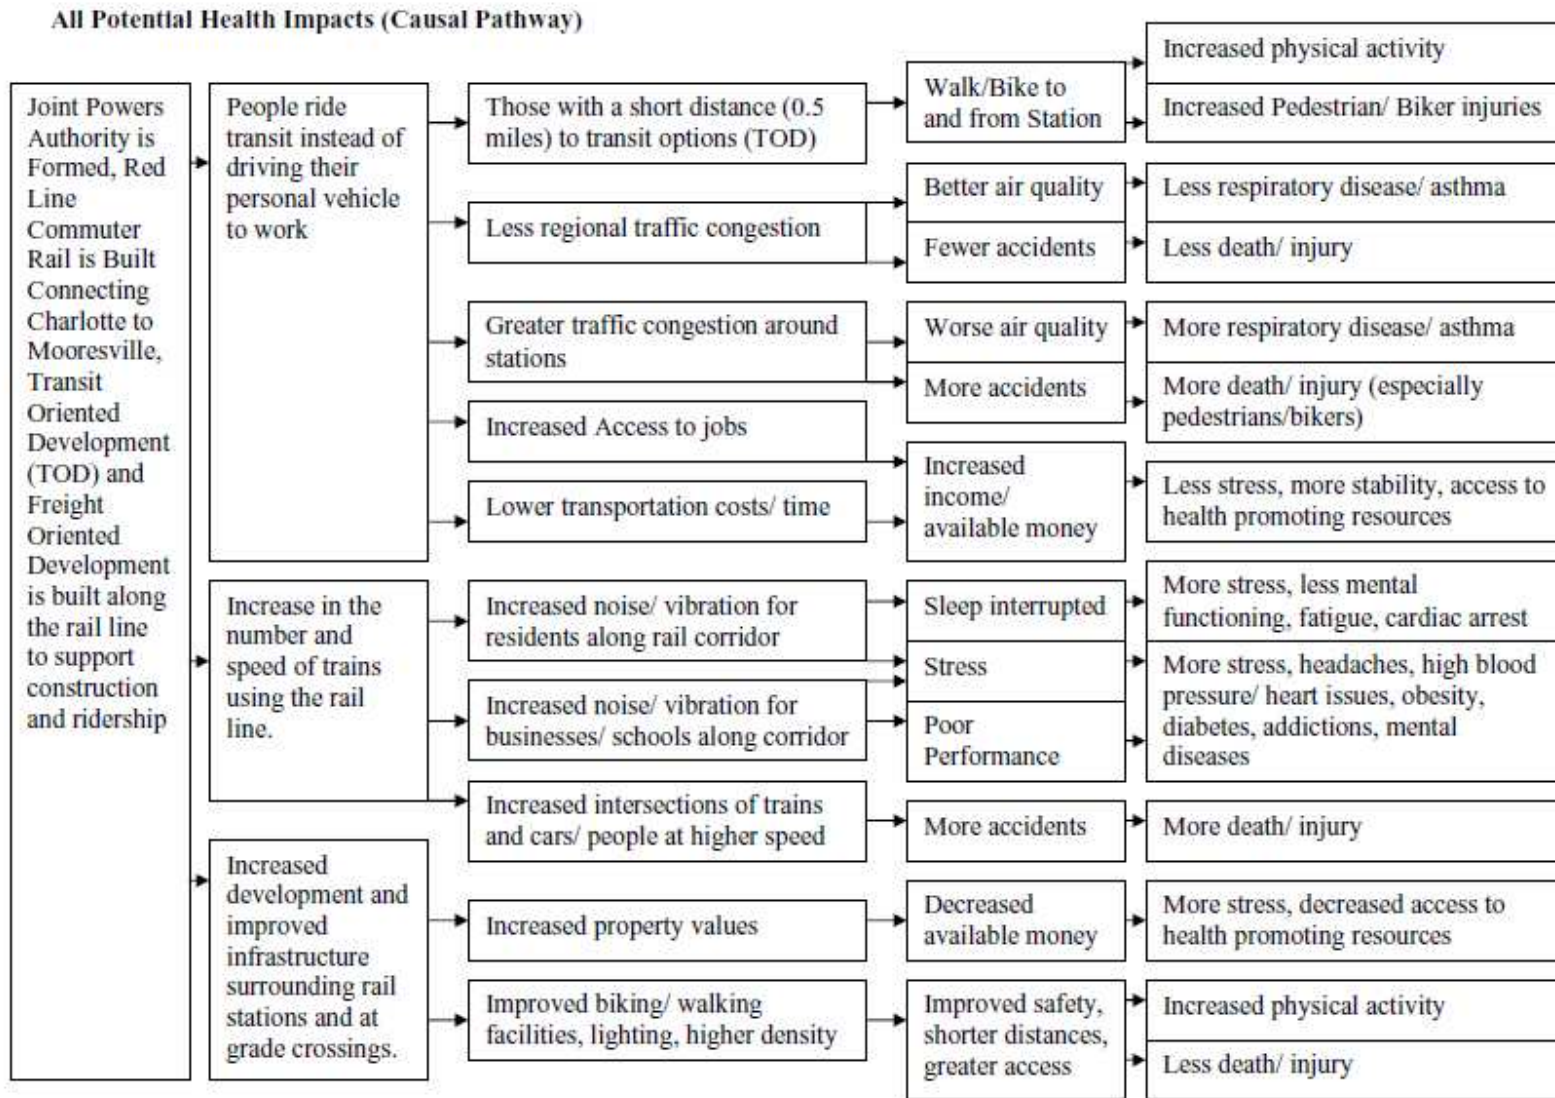 All Potential Health Impacts (Causal Pathway)
Joint Powers
Authority is
Formed, Red
Line
Commuter
Rail is Built
Connecting
Charlotte to
Mooresville,
Transit
Oriented
Development
(TOD) and
Freight
Oriented
Development
is built along
the rail line
to support
construction
and ridership
People ride
transit instead of
driving their
personal vehicle
to work
Increase in the
number and
speed of trains
using the rail
line.
Increased
development and
improved
infrastructure
surrounding rail
stations and at
grade crossings.
Those with a short distance (0.5
miles) to transit options (TOD)
Less regional traffic congestion
Greater traffic congestion around
stations
Increased Access to jobs
Lower transportation costs/ time
Increased noise/ vibration for
residents along rail corridor
Increased noise/ vibration for
businesses/ schools along corridor
Increased intersections of trains
and cars/ people at higher speed
Increased property values
Improved biking/ walking
facilities, lighting, higher density
Walk/Bike to
and from Station
Better air quality
Fewer accidents
Worse air quality
More accidents
Increased
income/
available money
Sleep interrupted
Stress
Poor
Performance
More accidents
Decreased
available money
Improved safety,
shorter distances,
greater access
Increased physical activity
Increased Pedestrian/ Biker injuries
Less respiratory disease/ asthma
Less death/ injury
More respiratory disease/ asthma
More death/ injury (especially
pedestrians/bikers)
Less stress, more stability, access to
health promoting resources
More stress, less mental
functioning, fatigue, cardiac arrest
More stress, headaches, high blood
pressure/ heart issues, obesity,
diabetes, addictions, mental
diseases
More death/ injury
More stress, decreased access to
health promoting resources
Increased physical activity
Less death/ injury